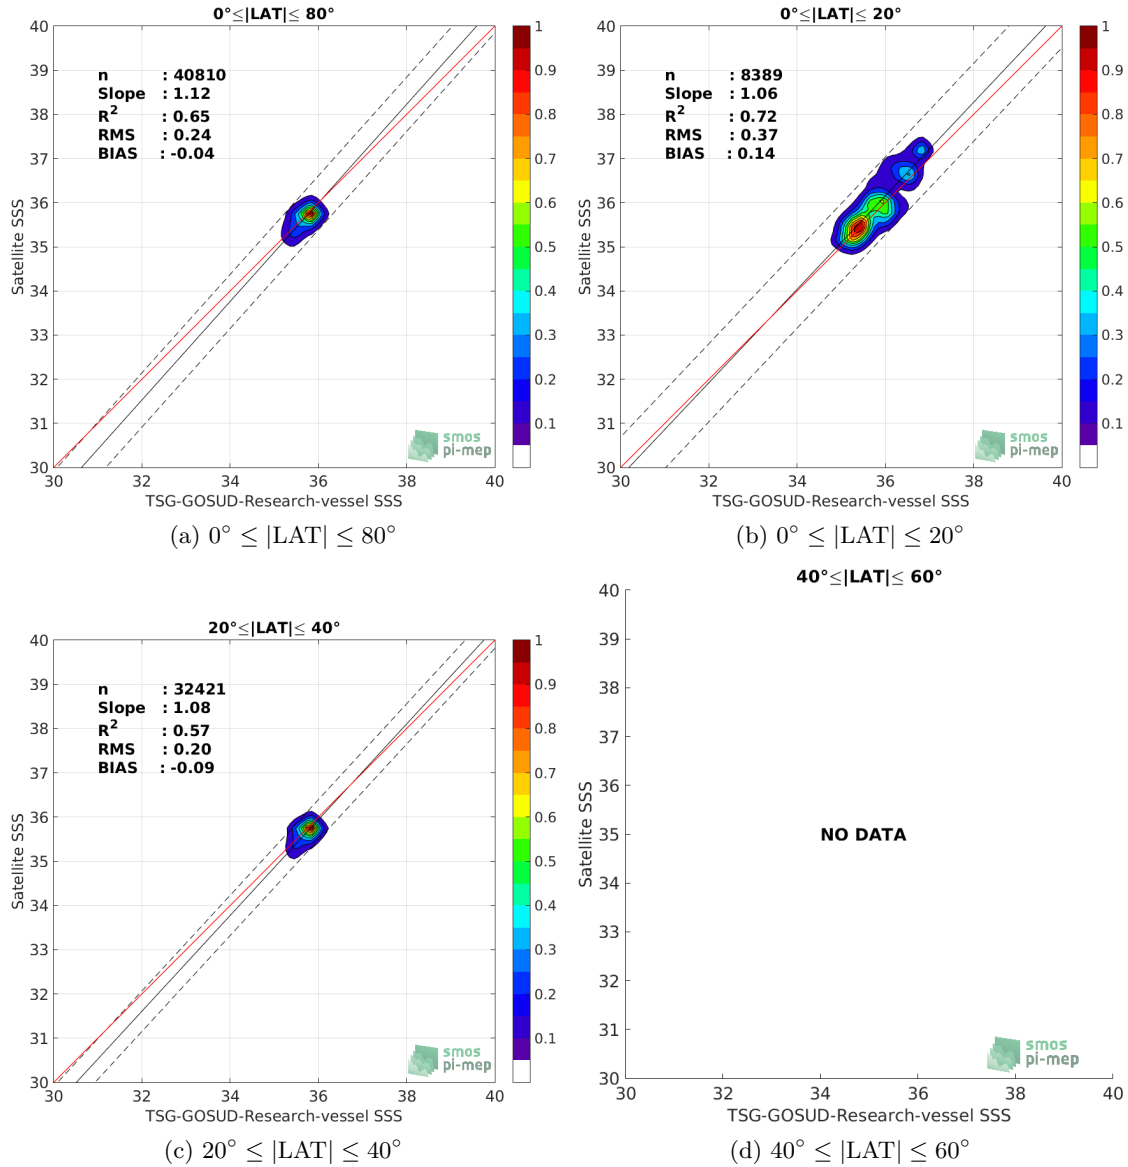 0°≤|LAT|≤ 80°
40
39
38
37
36
35
34
33
32
31
30
Satellite SSS
n : 40810
Slope : 1.12
R² : 0.65
RMS : 0.24
BIAS : -0.04
smos
pi-mep
30 32 34 36 38 40
TSG-GOSUD-Research-vessel SSS
1
0.9
0.8
0.7
0.6
0.5
0.4
0.3
0.2
0.1
(a) 0° ≤ |LAT| ≤ 80°
0°≤|LAT|≤ 20°
40
39
38
37
36
35
34
33
32
31
30
Satellite SSS
n : 8389
Slope : 1.06
R² : 0.72
RMS : 0.37
BIAS : 0.14
smos
pi-mep
30 32 34 36 38 40
TSG-GOSUD-Research-vessel SSS
1
0.9
0.8
0.7
0.6
0.5
0.4
0.3
0.2
0.1
(b) 0° ≤ |LAT| ≤ 20°
20°≤|LAT|≤ 40°
40
39
38
37
36
35
34
33
32
31
30
Satellite SSS
n : 32421
Slope : 1.08
R² : 0.57
RMS : 0.20
BIAS : -0.09
smos
pi-mep
30 32 34 36 38 40
TSG-GOSUD-Research-vessel SSS
1
0.9
0.8
0.7
0.6
0.5
0.4
0.3
0.2
0.1
(c) 20° ≤ |LAT| ≤ 40°
40°≤|LAT|≤ 60°
40
39
38
37
36
35
34
33
32
31
30
Satellite SSS
NO DATA
smos
pi-mep
30 32 34 36 38 40
TSG-GOSUD-Research-vessel SSS
(d) 40° ≤ |LAT| ≤ 60°